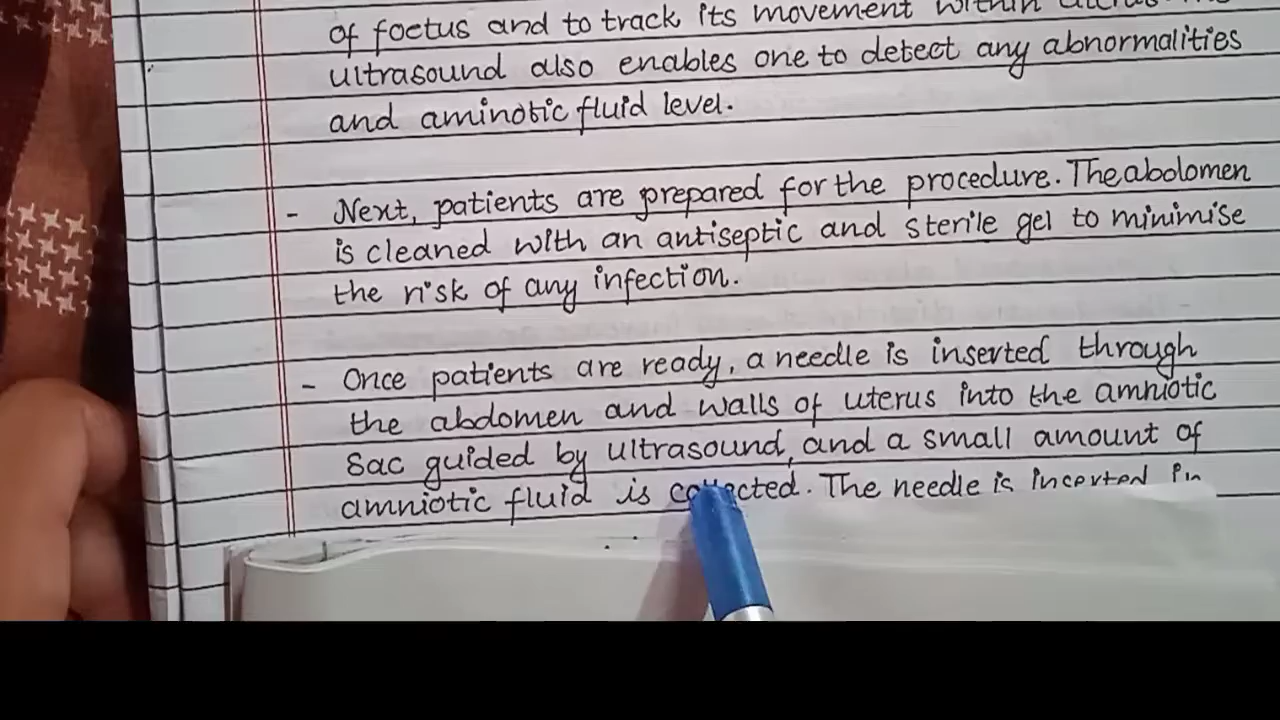 of foetus and to track its movement within uterus. The
ultrasound also enables one to detect any abnormalities
and aminotic fluid level.
- Next, patients are prepared for the procedure. The abolomen
is cleaned with an antiseptic and sterile gel to minimise
the risk of any infection.
- Once patients are ready, a needle is inserted through
the abdomen and walls of uterus into the amniotic
Sac guided by ultrasound, and a small amount of
amniotic fluid is collected. The needle is inserted in